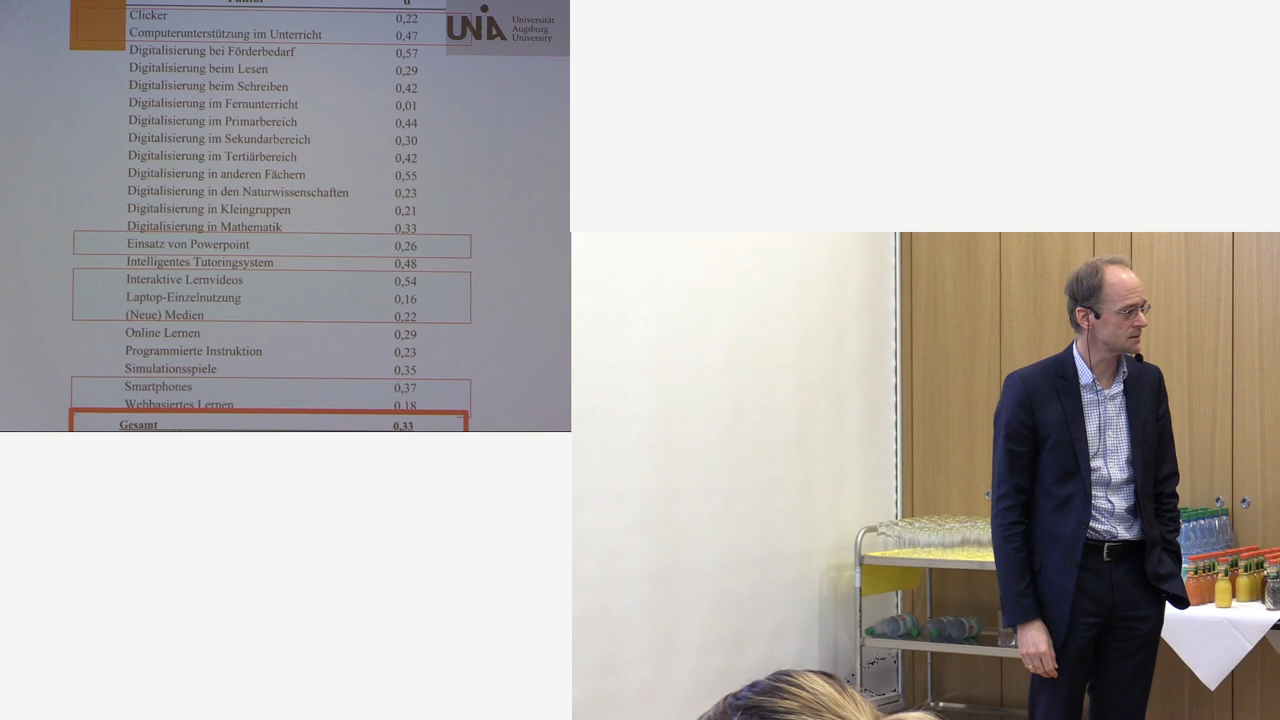 Faktor d
Clicker 0,22
Computerunterstützung im Unterricht 0,47
Digitalisierung bei Förderbedarf 0,57
Digitalisierung beim Lesen 0,29
Digitalisierung beim Schreiben 0,42
Digitalisierung im Fernunterricht 0,01
Digitalisierung im Primarbereich 0,44
Digitalisierung im Sekundarbereich 0,30
Digitalisierung im Tertiärbereich 0,42
Digitalisierung in anderen Fächern 0,55
Digitalisierung in den Naturwissenschaften 0,23
Digitalisierung in Kleingruppen 0,21
Digitalisierung in Mathematik 0,33
Einsatz von Powerpoint 0,26
Intelligentes Tutoringsystem 0,48
Interaktive Lernvideos 0,54
Laptop-Einzelnutzung 0,16
(Neue) Medien 0,22
Online Lernen 0,29
Programmierte Instruktion 0,23
Simulationsspiele 0,35
Smartphones 0,37
Webbasiertes Lernen 0,18
Gesamt 0,33
UNIA
Universität
Augsburg
University